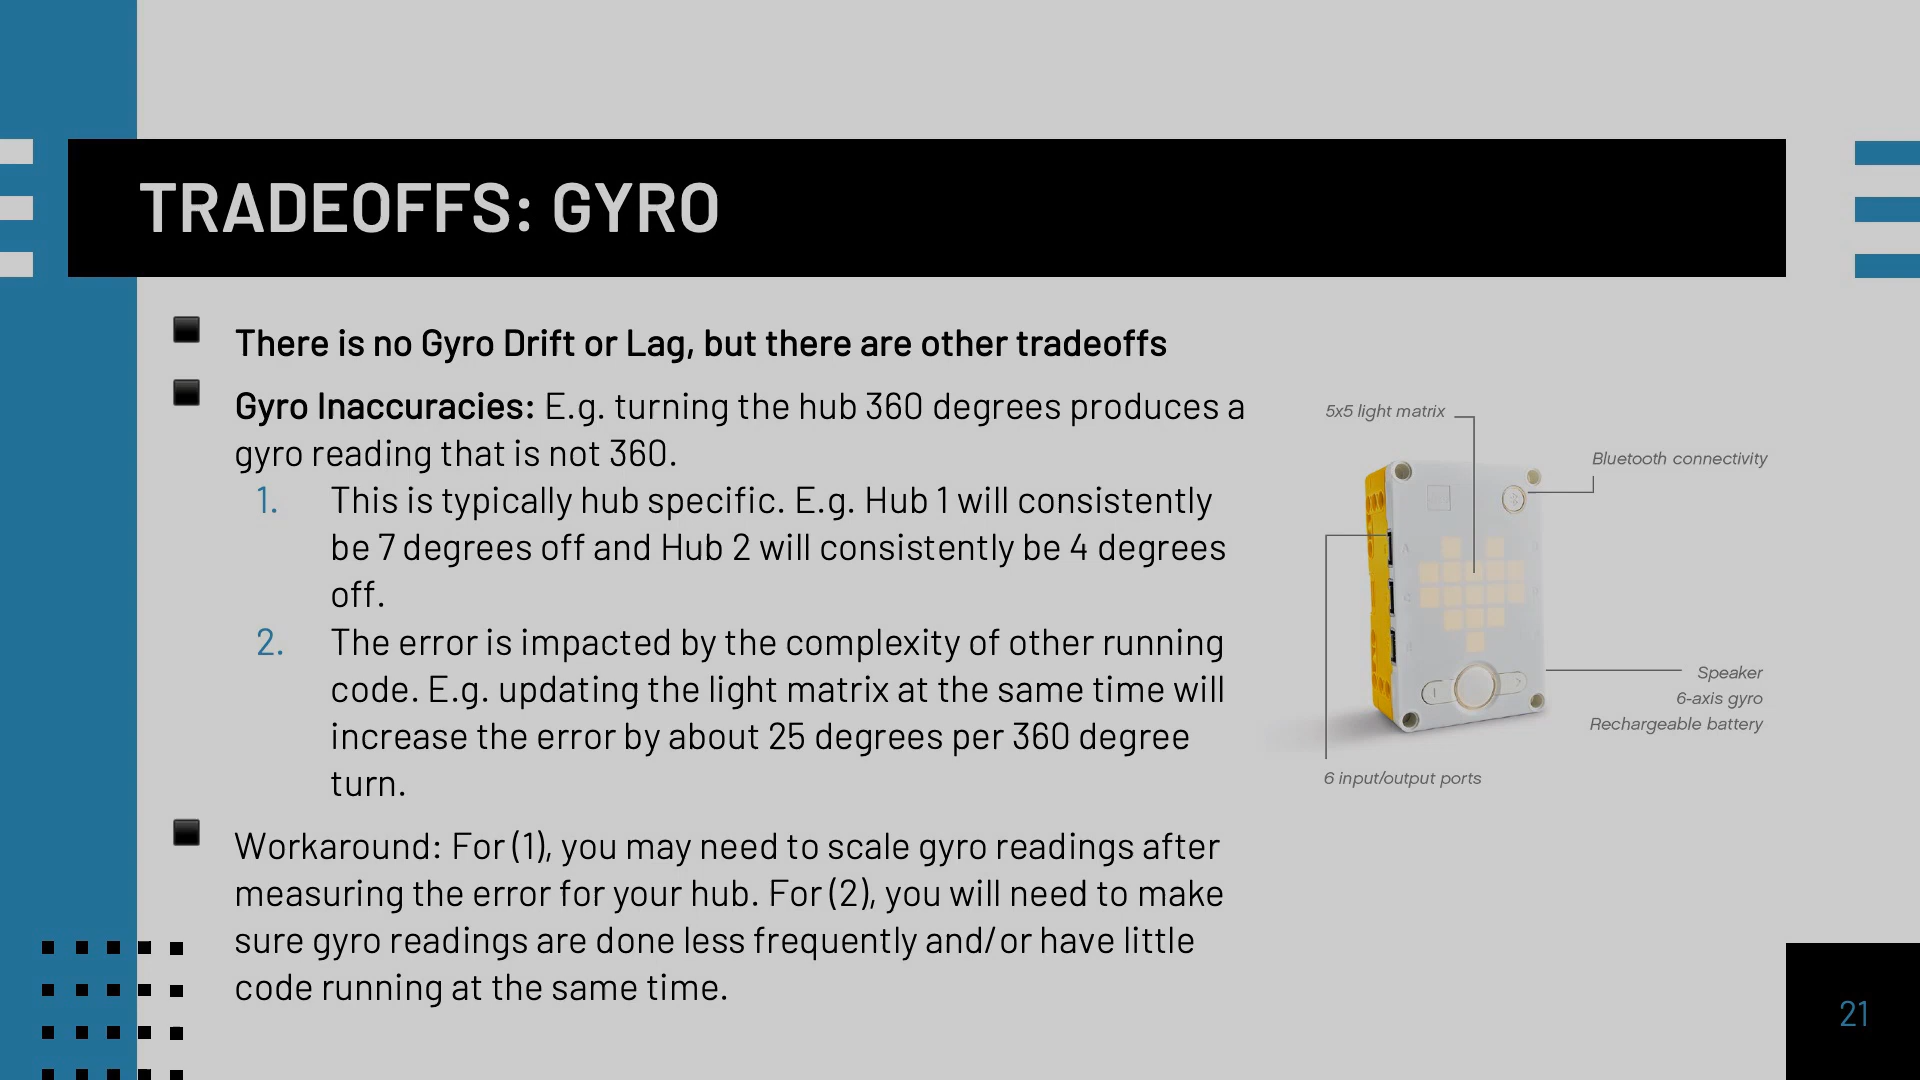 TRADEOFFS: GYRO
There is no Gyro Drift or Lag, but there are other tradeoffs
Gyro Inaccuracies: E.g. turning the hub 360 degrees produces a
gyro reading that is not 360.
1. This is typically hub specific. E.g. Hub 1 will consistently
be 7 degrees off and Hub 2 will consistently be 4 degrees
off.
2. The error is impacted by the complexity of other running
code. E.g. updating the light matrix at the same time will
increase the error by about 25 degrees per 360 degree
turn.
Workaround: For (1), you may need to scale gyro readings after
measuring the error for your hub. For (2), you will need to make
sure gyro readings are done less frequently and/or have little
code running at the same time.
5x5 light matrix
Bluetooth connectivity
Speaker
6-axis gyro
Rechargeable battery
6 input/output ports
21